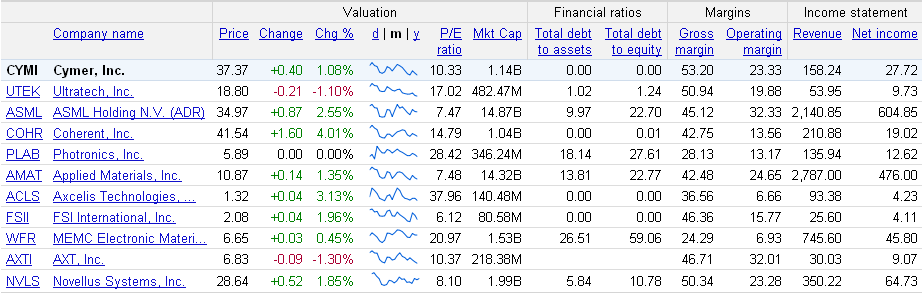 Valuation Financial ratios Margins Income statement
Company name Price Change Chg % d | m | y P/E ratio Mkt Cap Total debt to assets Total debt to equity Gross margin Operating margin Revenue Net income
CYMI Cymer, Inc. 37.37 +0.40 1.08% 10.33 1.14B 0.00 0.00 53.20 23.33 158.24 27.72
UTEK Ultratech, Inc. 18.80 -0.21 -1.10% 17.02 482.47M 1.02 1.24 50.94 19.88 53.95 9.73
ASML ASML Holding N.V. (ADR) 34.97 +0.87 2.55% 7.47 14.87B 9.97 22.70 45.12 32.33 2,140.85 604.85
COHR Coherent, Inc. 41.54 +1.60 4.01% 14.79 1.04B 0.00 0.01 42.75 13.56 210.88 19.02
PLAB Photronics, Inc. 5.89 0.00 0.00% 28.42 346.24M 18.14 27.61 28.13 13.17 135.94 12.62
AMAT Applied Materials, Inc. 10.87 +0.14 1.35% 7.48 14.32B 13.81 22.77 42.48 24.65 2,787.00 476.00
ACLS Axcelis Technologies, ... 1.32 +0.04 3.13% 37.96 140.48M 0.00 0.00 36.56 6.66 93.38 4.23
FSII FSI International, Inc. 2.08 +0.04 1.96% 6.12 80.58M 0.00 0.00 46.36 15.77 25.60 4.11
WFR MEMC Electronic Materi... 6.65 +0.03 0.45% 20.97 1.53B 26.51 59.06 24.29 6.93 745.60 45.80
AXTI AXT, Inc. 6.83 -0.09 -1.30% 10.37 218.38M 46.71 32.01 30.03 9.07
NVLS Novellus Systems, Inc. 28.64 +0.52 1.85% 8.10 1.99B 5.84 10.78 50.34 23.28 350.22 64.73